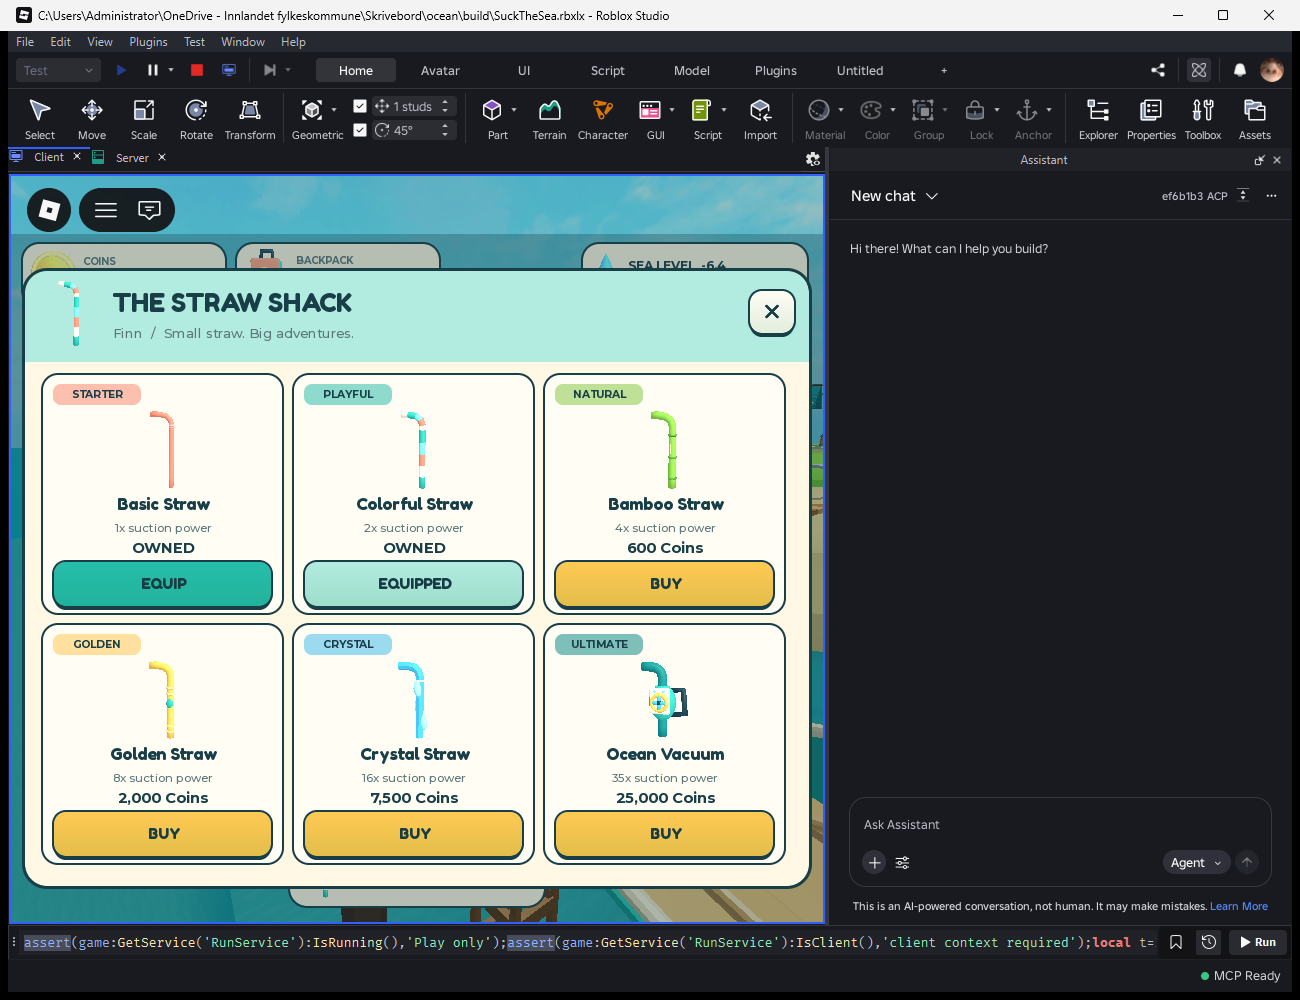 C:\Users\Administrator\OneDrive - Innlandet fylkeskommune\Skrivebord\ocean\build\SuckTheSea.rbxlx - Roblox Studio
File Edit View Plugins Test Window Help
Test Home Avatar UI Script Model Plugins Untitled +
1 studs
45°
Select Move Scale Rotate Transform Geometric Part Terrain Character GUI Script Import Material Color Group Lock Anchor Explorer Properties Toolbox Assets
Client Server
Assistant
New chat
ef6b1b3 ACP
Hi there! What can I help you build?
COINS
BACKPACK
SEA LEVEL -6.4
THE STRAW SHACK
Finn / Small straw. Big adventures.
STARTER
Basic Straw
1x suction power
OWNED
EQUIP
PLAYFUL
Colorful Straw
2x suction power
OWNED
EQUIPPED
NATURAL
Bamboo Straw
4x suction power
600 Coins
BUY
GOLDEN
Golden Straw
8x suction power
2,000 Coins
BUY
CRYSTAL
Crystal Straw
16x suction power
7,500 Coins
BUY
ULTIMATE
Ocean Vacuum
35x suction power
25,000 Coins
BUY
Ask Assistant
Agent
This is an AI-powered conversation, not human. It may make mistakes. Learn More
assert(game:GetService('RunService'):IsRunning(),'Play only');assert(game:GetService('RunService'):IsClient(),'client context required');local t=
Run
MCP Ready